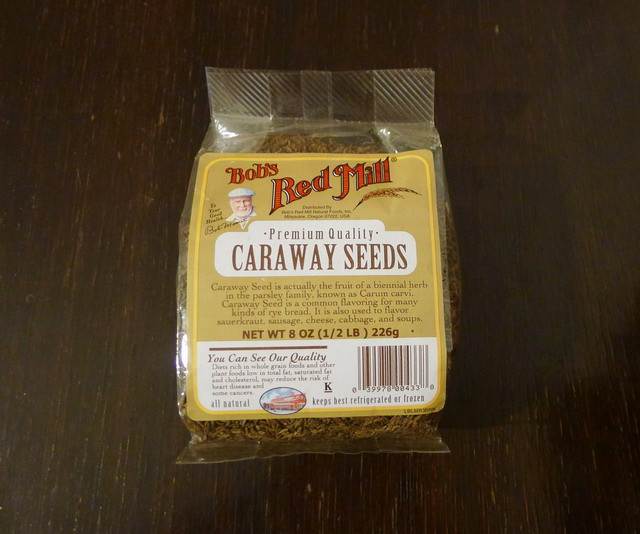 Bob's
Red Mill®
To
Your
Good
Health
Distributed by
Bob's Red Mill Natural Foods, Inc.
Milwaukie, Oregon 97222, USA
·Premium Quality·
CARAWAY SEEDS
Caraway Seed is actually the fruit of a biennial herb
in the parsley family, known as Carum carvi.
Caraway Seed is a common flavoring for many
kinds of rye bread. It is also used to flavor
sauerkraut, sausage, cheese, cabbage, and soups.
NET WT 8 OZ (1/2 LB ) 226g
You Can See Our Quality
Diets rich in whole grain foods and other
plant foods low in total fat, saturated fat
and cholesterol, may reduce the risk of
heart disease and
some cancers.
K
0 39978 00433 8
all natural
keeps best refrigerated or frozen